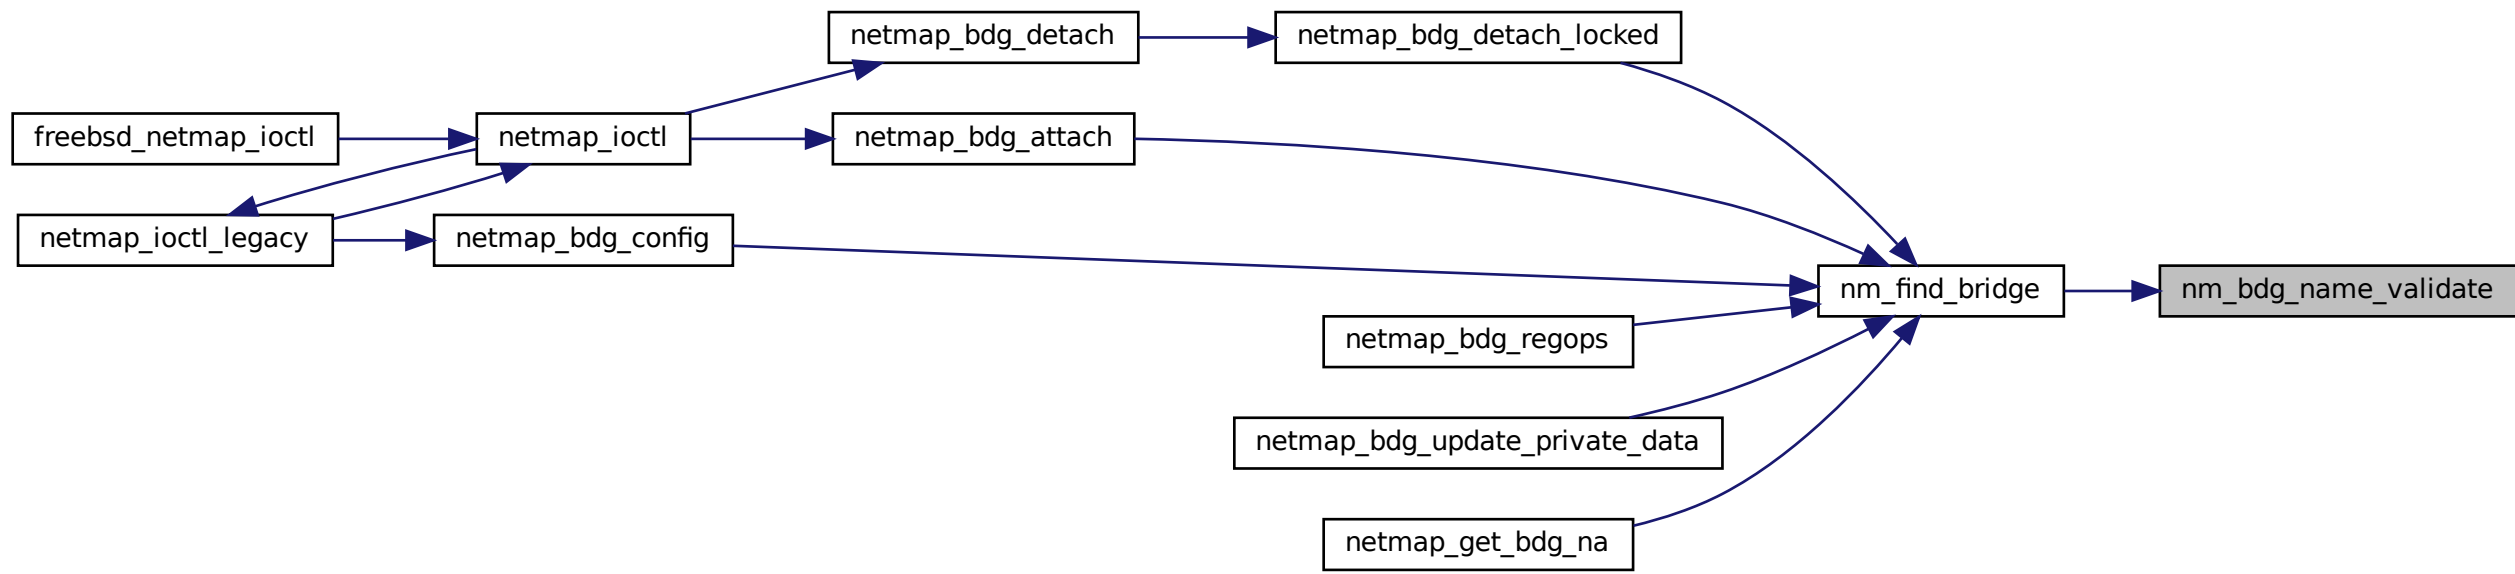 netmap_bdg_detach
netmap_bdg_detach_locked
freebsd_netmap_ioctl
netmap_ioctl
netmap_bdg_attach
netmap_ioctl_legacy
netmap_bdg_config
nm_find_bridge
nm_bdg_name_validate
netmap_bdg_regops
netmap_bdg_update_private_data
netmap_get_bdg_na